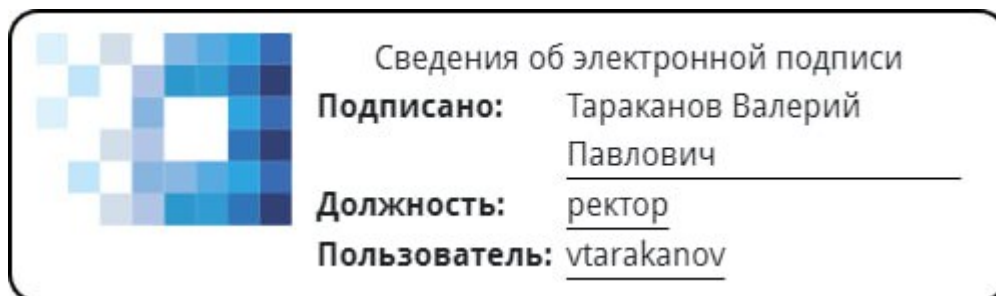 Сведения об электронной подписи
Подписано: Тараканов Валерий
Павлович
Должность: ректор
Пользователь: vtarakanov